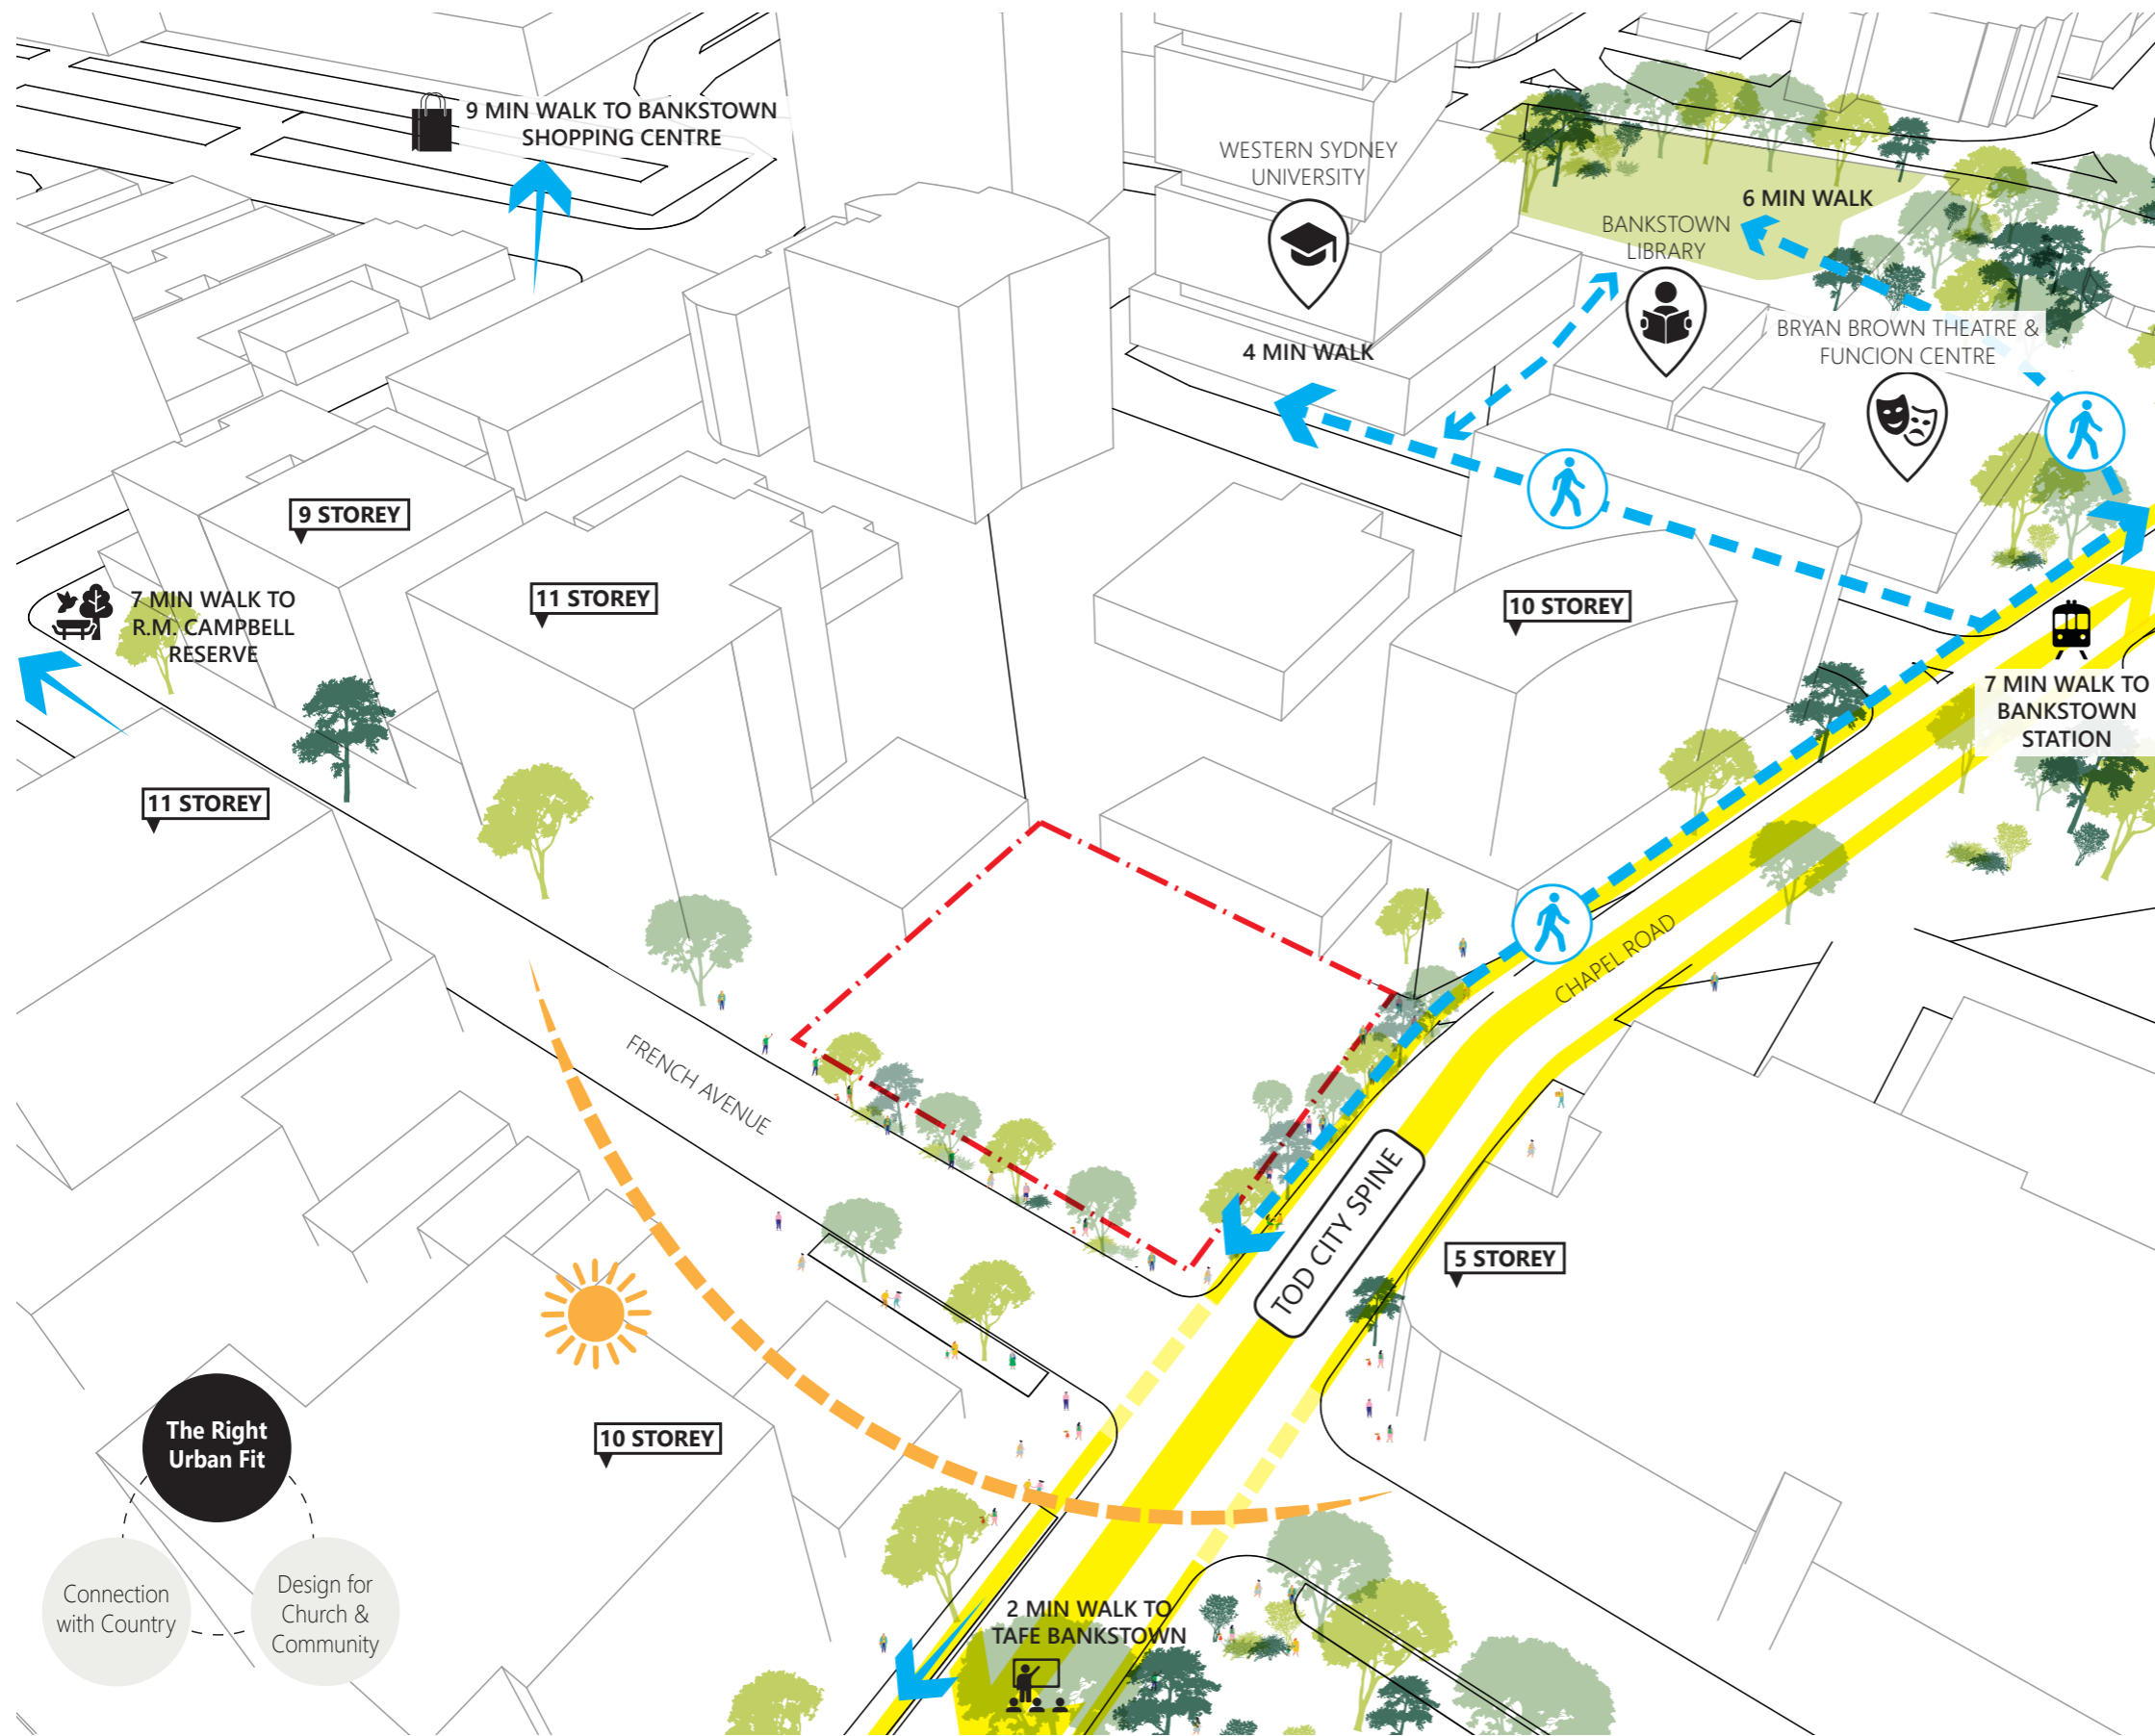 9 MIN WALK TO BANKSTOWN
SHOPPING CENTRE
WESTERN SYDNEY
UNIVERSITY
6 MIN WALK
BANKSTOWN
LIBRARY
BRYAN BROWN THEATRE &
FUNCION CENTRE
4 MIN WALK
9 STOREY
11 STOREY
10 STOREY
7 MIN WALK TO
R.M. CAMPBELL
RESERVE
7 MIN WALK TO
BANKSTOWN
STATION
11 STOREY
CHAPEL ROAD
FRENCH AVENUE
TOD CITY SPINE
5 STOREY
10 STOREY
The Right
Urban Fit
Connection
with Country
Design for
Church &
Community
2 MIN WALK TO
TAFE BANKSTOWN